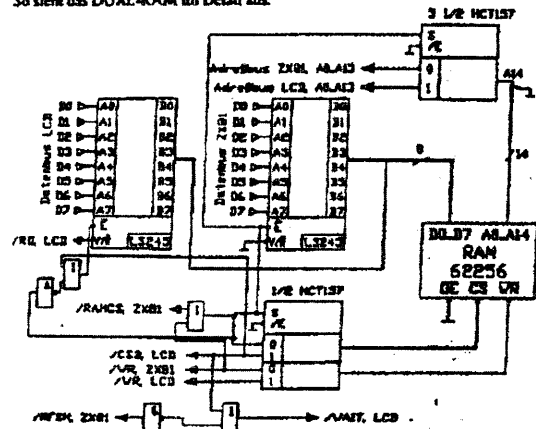 So sieht das DUAL-RAM im Detail aus.
3 1/2 HCT157
S
/E
0
1
A14
14
Adreßbus ZX81, A0..A13
Adreßbus LCD, A0..A13
Datenbus LCD
D0 A0 B0
D1 A1 B1
D2 A2 B2
D3 A3 B3
D4 A4 B4
D5 A5 B5
D6 A6 B6
D7 A7 B7
E
V/R LS245
Datenbus ZX81
D0 A0 B0
D1 A1 B1
D2 A2 B2
D3 A3 B3
D4 A4 B4
D5 A5 B5
D6 A6 B6
D7 A7 B7
E
V/R LS245
8
/RD, LCD
D0..D7 A0..A14
RAM
62256
OE CS WR
1/2 HCT157
S
/E
0
1
0
1
/RAMCS, ZX81
/CS2, LCD
/WR, ZX81
/WR, LCD
/RFSH, ZX81
/WAIT, LCD